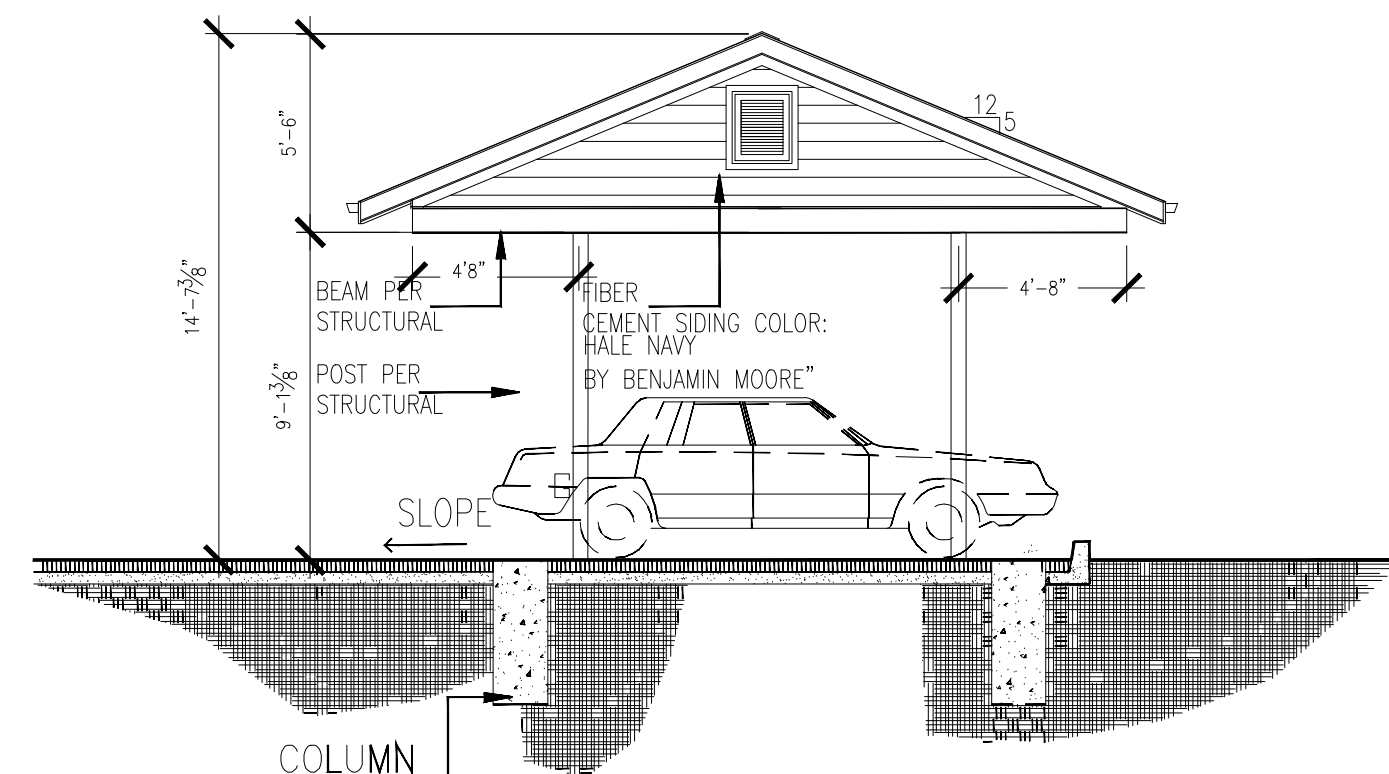 12
5
5'-6"
4'8"
4'-8"
14'-7⅜"
BEAM PER
STRUCTURAL
FIBER
CEMENT SIDING COLOR:
HALE NAVY
BY BENJAMIN MOORE"
9'-1⅜"
POST PER
STRUCTURAL
SLOPE
COLUMN